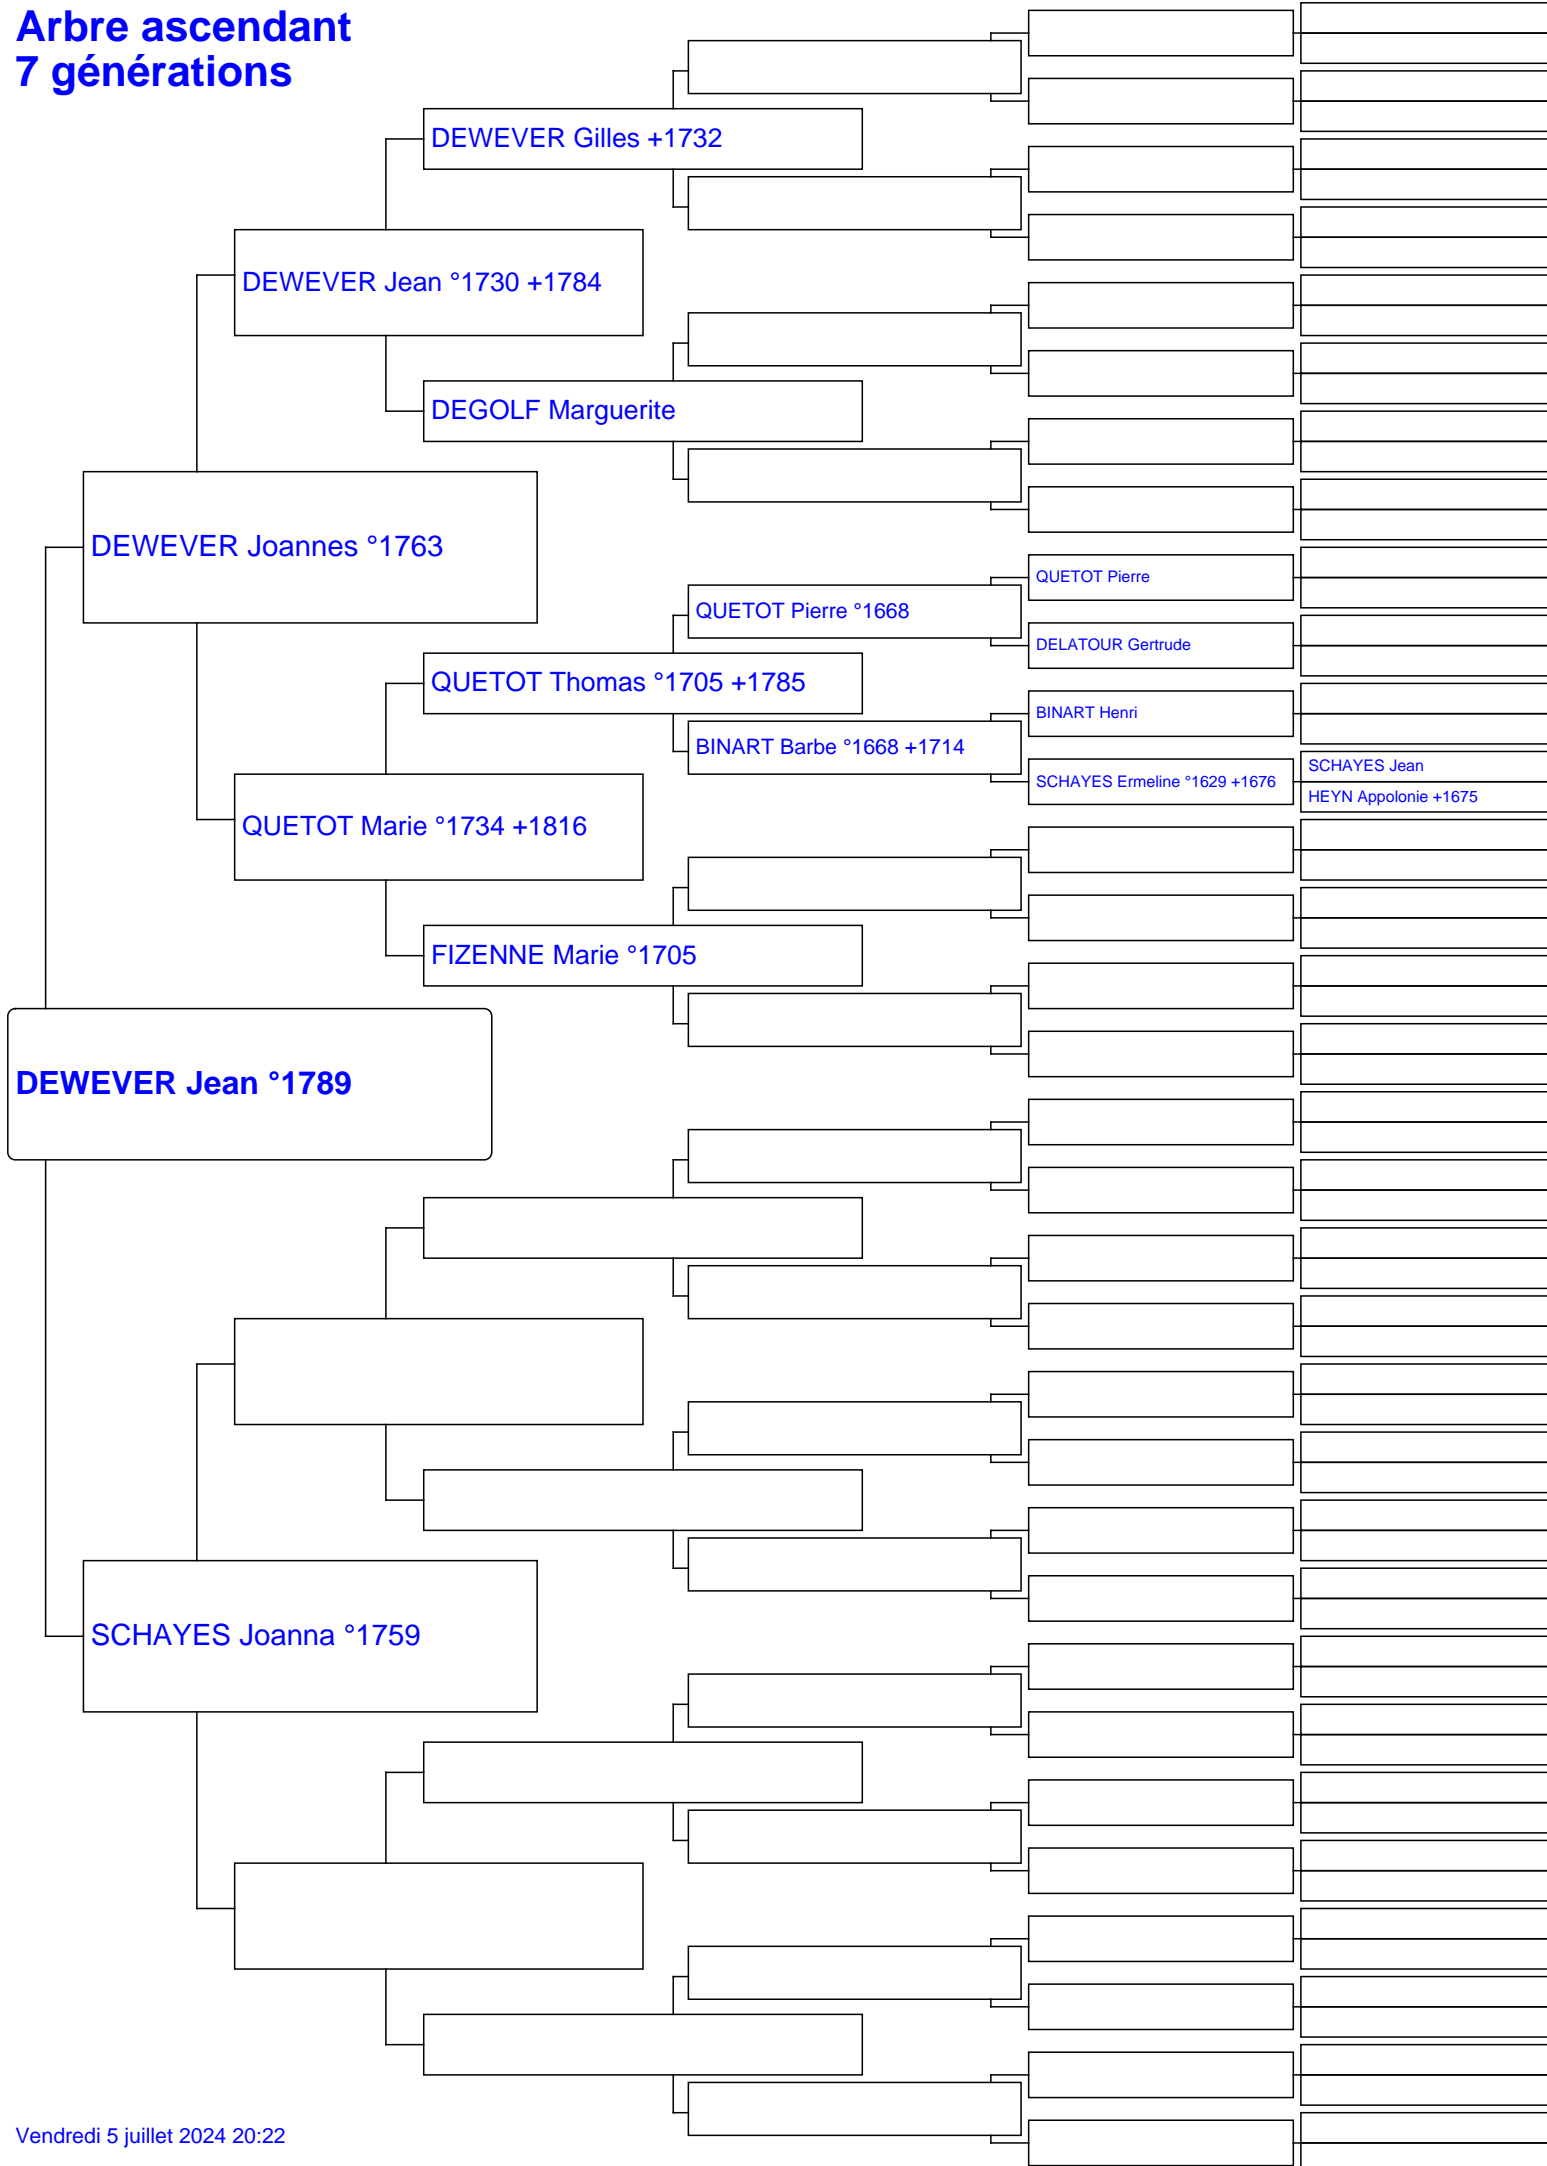 Arbre ascendant
7 générations
DEWEVER Gilles +1732
DEWEVER Jean °1730 +1784
DEGOLF Marguerite
DEWEVER Joannes °1763
QUETOT Pierre
QUETOT Pierre °1668
DELATOUR Gertrude
QUETOT Thomas °1705 +1785
BINART Henri
BINART Barbe °1668 +1714
SCHAYES Jean
SCHAYES Ermeline °1629 +1676
HEYN Appolonie +1675
QUETOT Marie °1734 +1816
FIZENNE Marie °1705
DEWEVER Jean °1789
SCHAYES Joanna °1759
Vendredi 5 juillet 2024 20:22